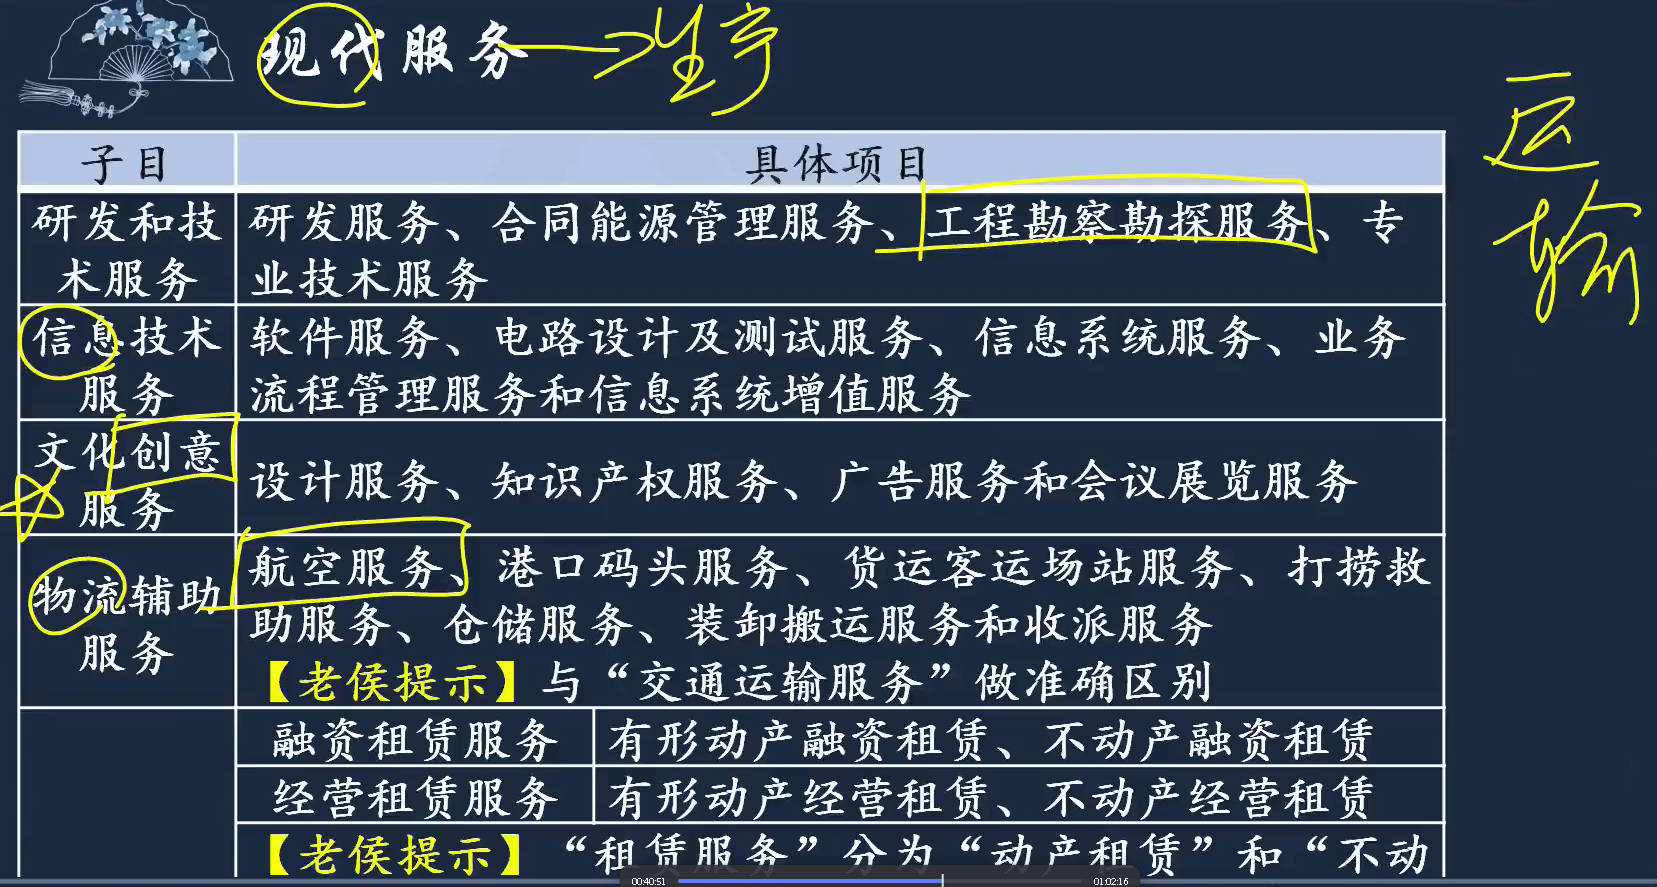 现代服务
生产
运
输
子目 具体项目
研发和技术服务
研发服务、合同能源管理服务、工程勘察勘探服务、专
业技术服务
信息技术服务
软件服务、电路设计及测试服务、信息系统服务、业务
流程管理服务和信息系统增值服务
文化创意服务
设计服务、知识产权服务、广告服务和会议展览服务
物流辅助服务
航空服务、港口码头服务、货运客运场站服务、打捞救
助服务、仓储服务、装卸搬运服务和收派服务
【老侯提示】与“交通运输服务”做准确区别
融资租赁服务 有形动产融资租赁、不动产融资租赁
经营租赁服务 有形动产经营租赁、不动产经营租赁
【老侯提示】“租赁服务”分为“动产租赁”和“不动
00:40:51 01:02:16